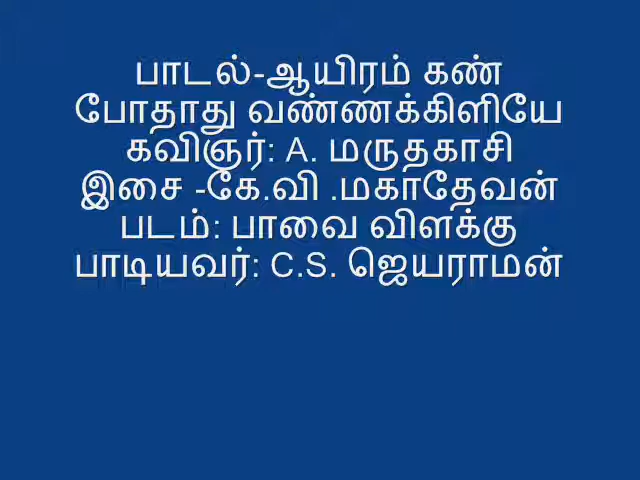 பாடல்-ஆயிரம் கண்
போதாது வண்ணக்கிளியே
கவிஞர்: A. மருதகாசி
இசை -கே.வி .மகாதேவன்
படம்: பாவை விளக்கு
பாடியவர்: C.S. ஜெயராமன்